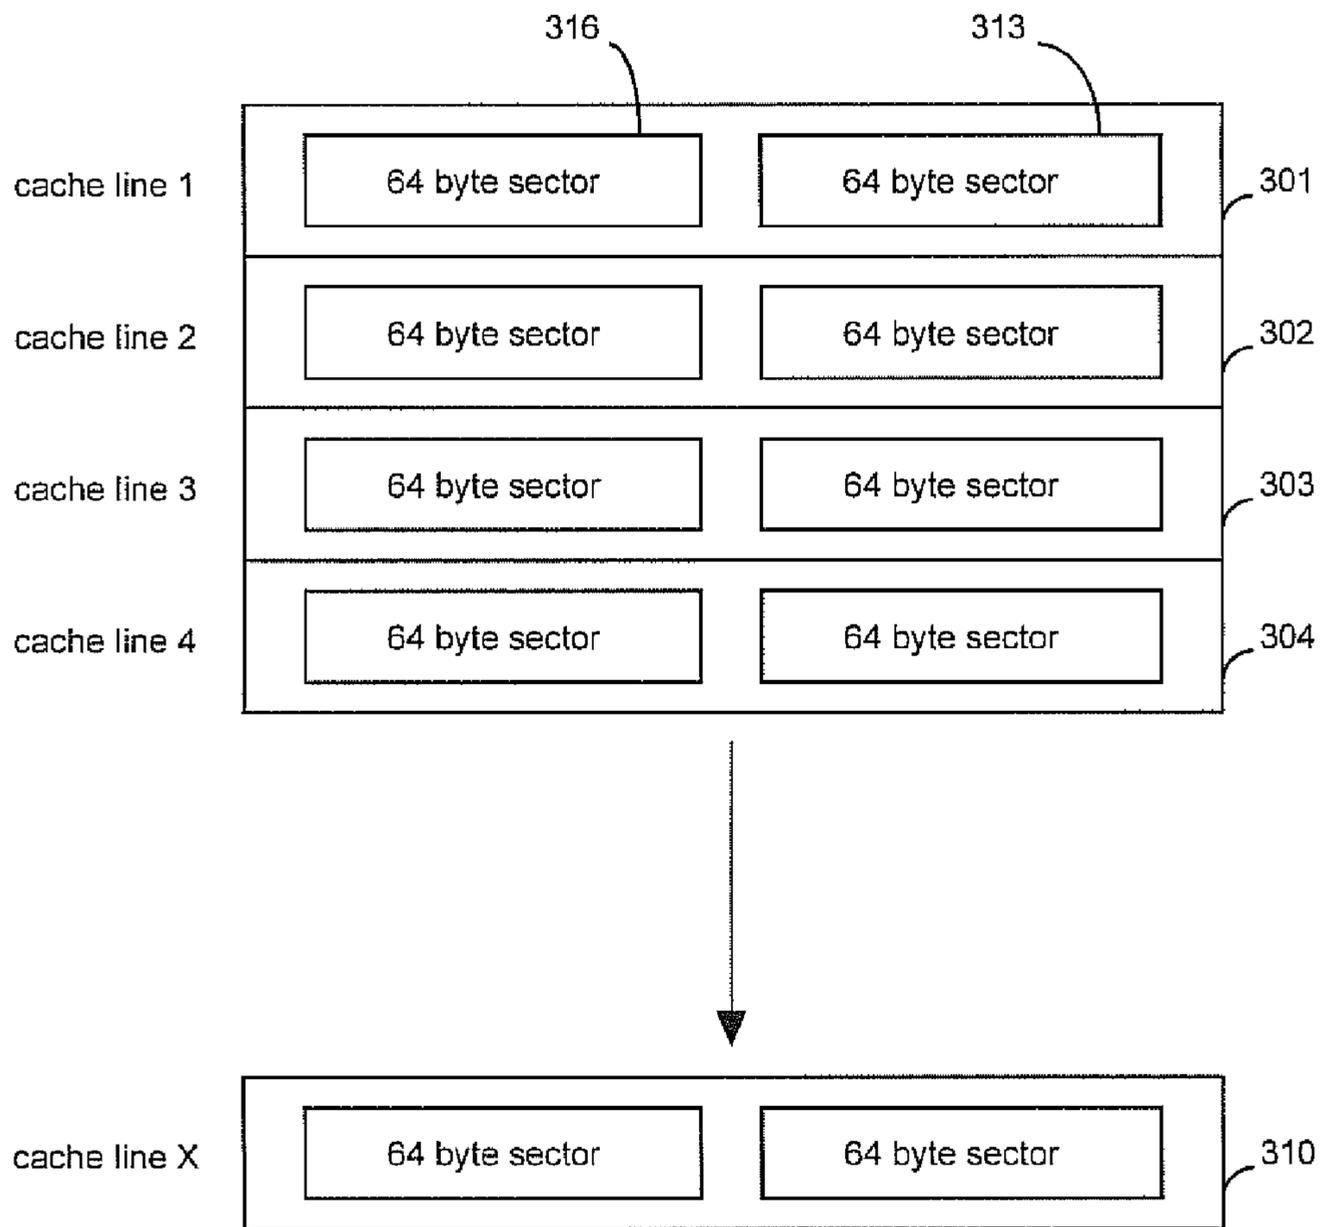 316 313
cache line 1 64 byte sector 64 byte sector 301
cache line 2 64 byte sector 64 byte sector 302
cache line 3 64 byte sector 64 byte sector 303
cache line 4 64 byte sector 64 byte sector 304
cache line X 64 byte sector 64 byte sector 310